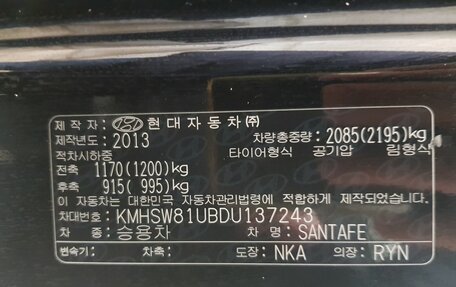 제 작 자 : HYUNDAI 현 대 자 동 차 ㈜
제작년도: 2013 차량총중량: 2085(2195)kg
적차시하중 타이어형식 공기압 림형식
전축 1170(1200)kg
후축 915( 995)kg
이 자동차는 대한민국 자동차관리법령에 적합하게 제작되었습니다.
차대번호: KMHSW81UBDU137243
차 종 : 승용차 차 명 : SANTAFE
변속기: 차축: 도장: NKA 의장: RYN